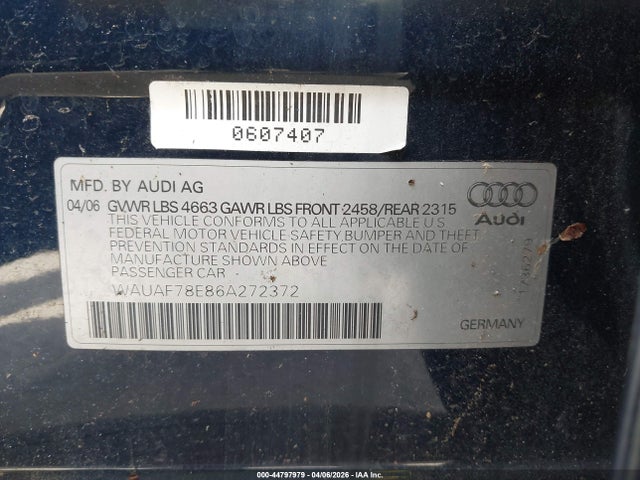 0607407
MFD. BY AUDI AG
04/06 GVWR LBS 4663 GAWR LBS FRONT 2458/REAR 2315
THIS VEHICLE CONFORMS TO ALL APPLICABLE U S
FEDERAL MOTOR VEHICLE SAFETY, BUMPER AND THEFT
PREVENTION STANDARDS IN EFFECT ON THE DATE OF
MANUFACTURE SHOWN ABOVE
PASSENGER CAR
WAUAF78E86A272372
Audi
1736279
GERMANY
000-44797979 | 04/06/2026 - IAA Inc.